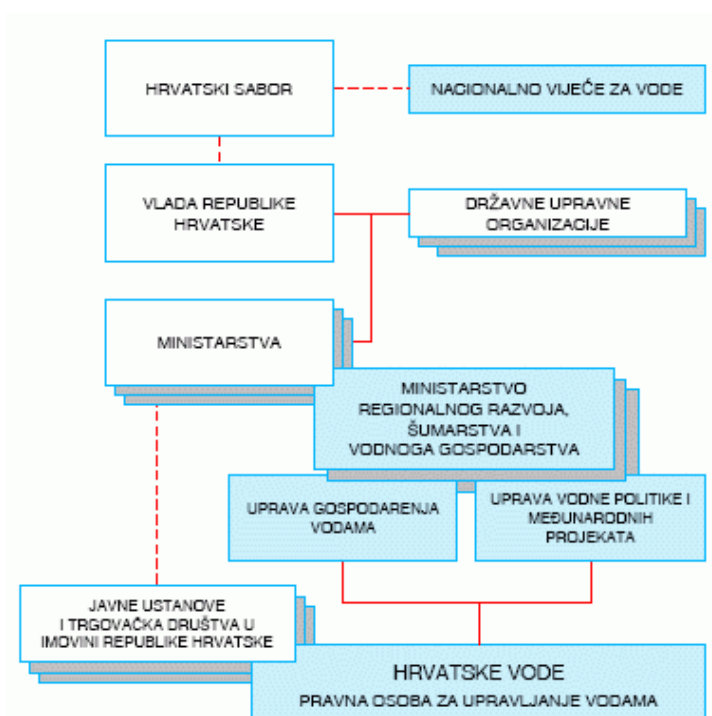 HRVATSKI SABOR
NACIONALNO VIJEĆE ZA VODE
VLADA REPUBLIKE
HRVATSKE
DRŽAVNE UPRAVNE
ORGANIZACIJE
MINISTARSTVA
MINISTARSTVO
REGIONALNOG RAZVOJA,
ŠUMARSTVA I
VODNOGA GOSPODARSTVA
UPRAVA GOSPODARENJA
VODAMA
UPRAVA VODNE POLITIKE I
MEĐUNARODNIH
PROJEKATA
JAVNE USTANOVE
I TRGOVAČKA DRUŠTVA U
IMOVINI REPUBLIKE HRVATSKE
HRVATSKE VODE
PRAVNA OSOBA ZA UPRAVLJANJE VODAMA